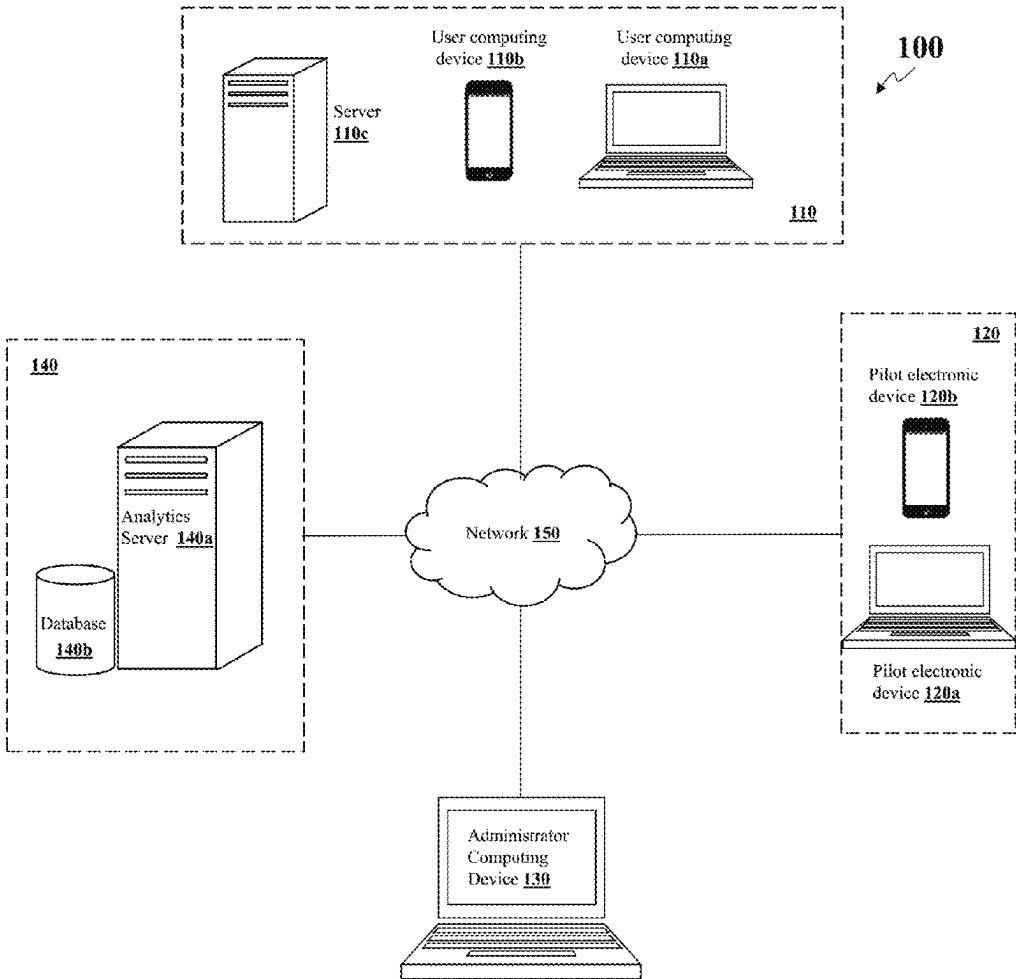 User computing
device 110b
User computing
device 110a
100
Server
110c
110
140
120
Pilot electronic
device 120b
Analytics
Server 140a
Network 150
Database
140b
Pilot electronic
device 120a
Administrator
Computing
Device 130